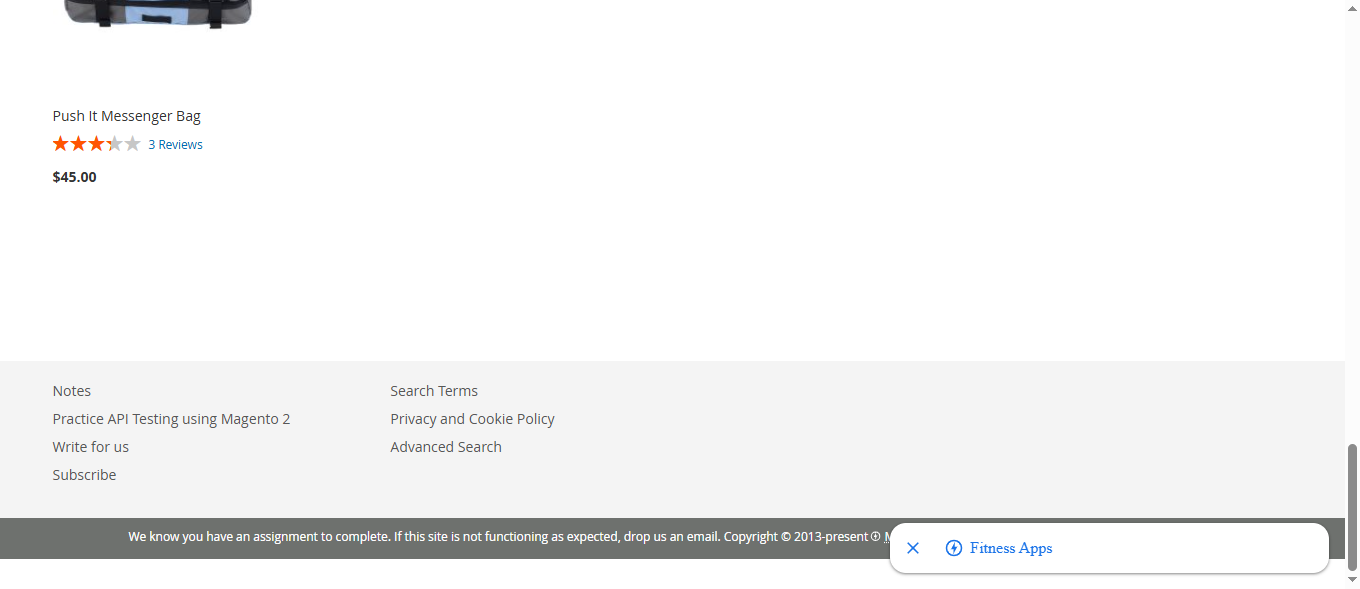 Push It Messenger Bag
3 Reviews
$45.00
Notes
Practice API Testing using Magento 2
Write for us
Subscribe
Search Terms
Privacy and Cookie Policy
Advanced Search
We know you have an assignment to complete. If this site is not functioning as expected, drop us an email. Copyright © 2013-present
Fitness Apps